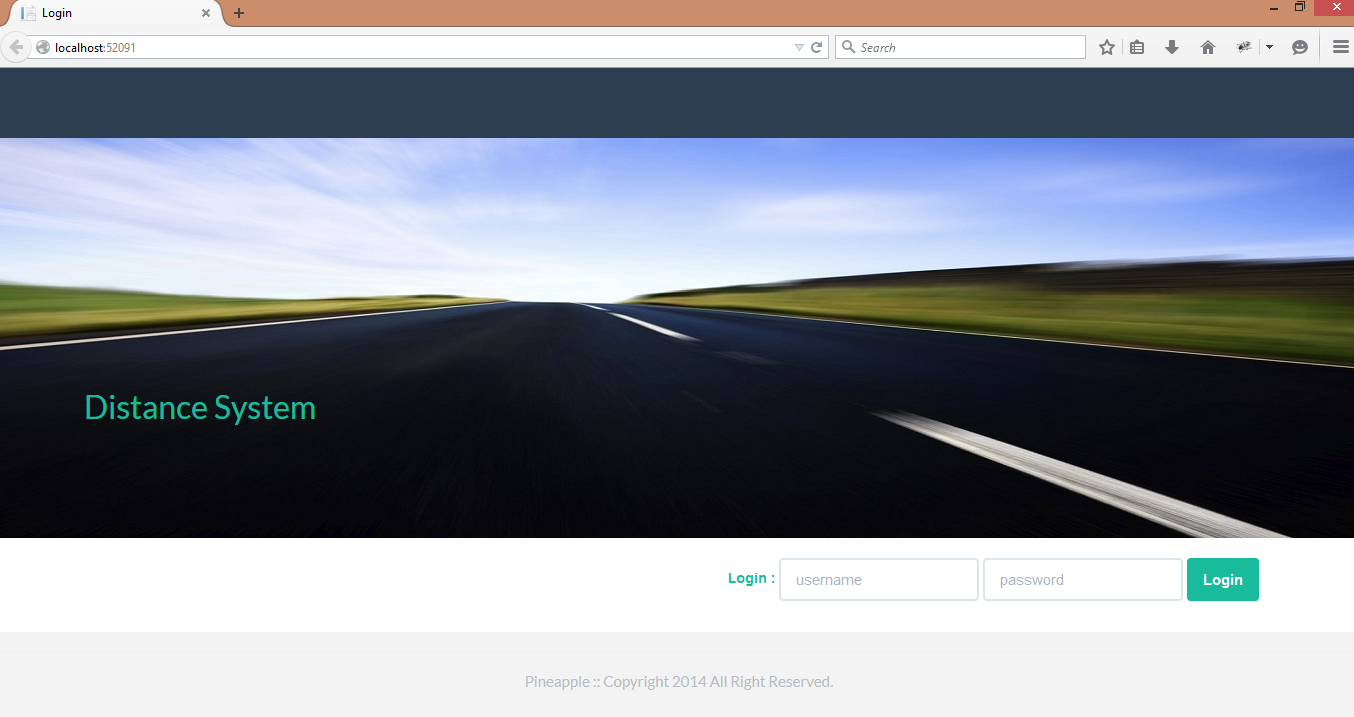 Login
localhost:52091
Search
Distance System
Login : username password Login
Pineapple :: Copyright 2014 All Right Reserved.